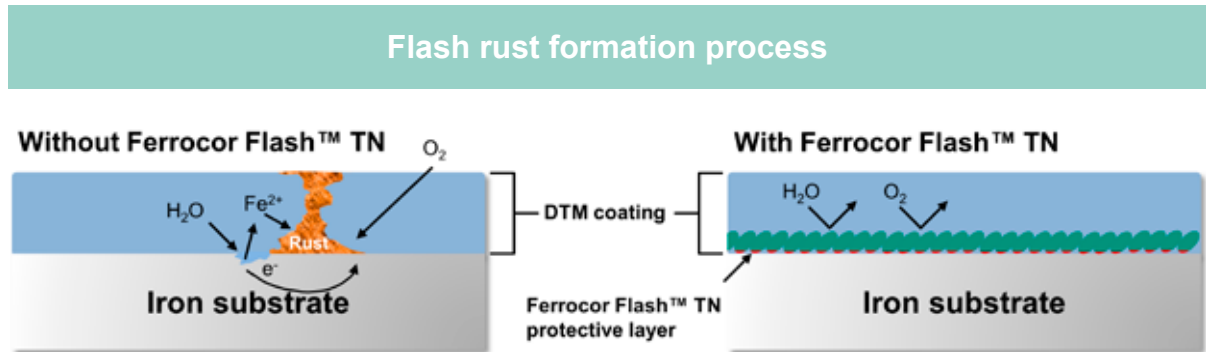 Flash rust formation process
Without Ferrocor Flash™ TN
O₂
H₂O
Fe²⁺
Rust
e⁻
Iron substrate
DTM coating
With Ferrocor Flash™ TN
H₂O
O₂
Ferrocor Flash™ TN
protective layer
Iron substrate